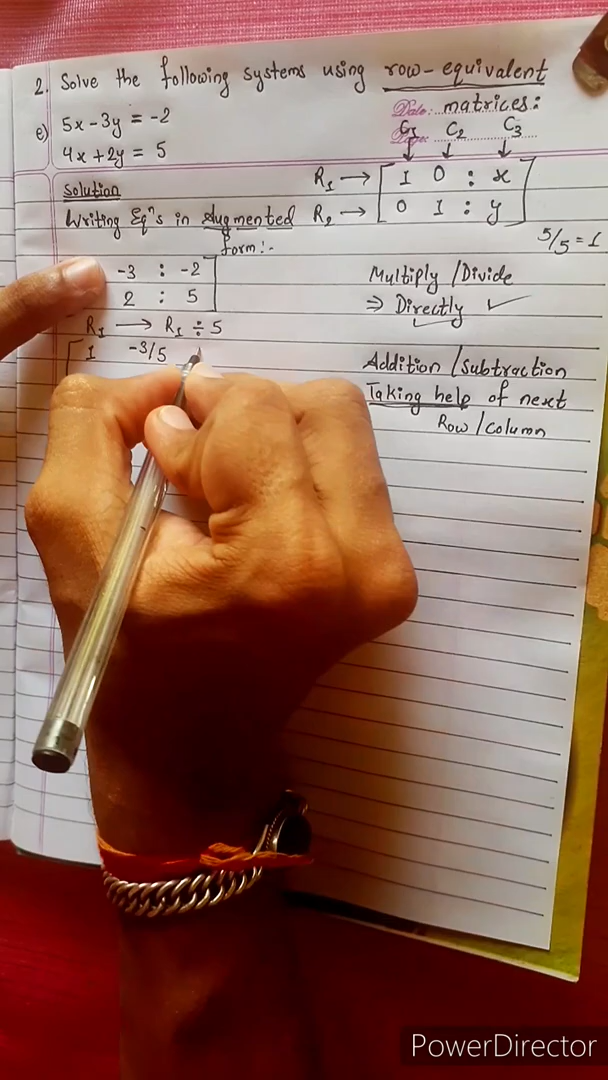 2. Solve the following systems using row-equivalent
matrices:
e) 5x - 3y = -2
4x + 2y = 5
Date:
C1 C2 C3
Solution
R1 → [ 1 0 : x
Writing Eqns in Augmented R2 → 0 1 : y ]
form:-
5/5 = 1
-3 : -2
2 : 5
R1 → R1 ÷ 5
[ 1 -3/5
Multiply /Divide
⇒ Directly ✓
Addition /Subtraction
Taking help of next
Row /Column
PowerDirector